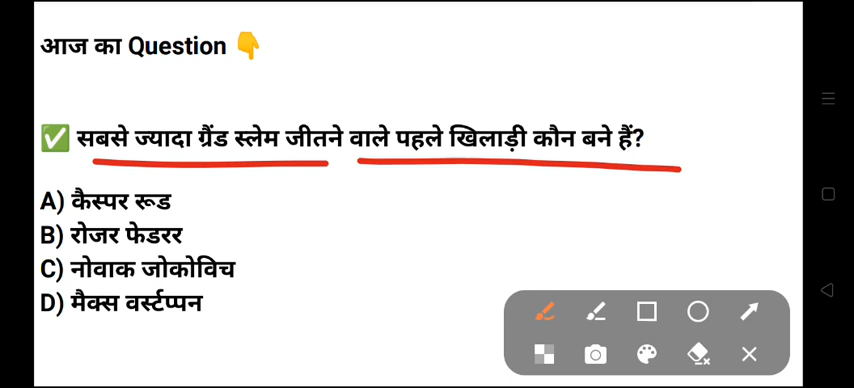 आज का Question 👇
✅ सबसे ज्यादा ग्रैंड स्लेम जीतने वाले पहले खिलाड़ी कौन बने हैं?
A) कैस्पर रूड
B) रोजर फेडरर
C) नोवाक जोकोविच
D) मैक्स वर्स्टप्पन